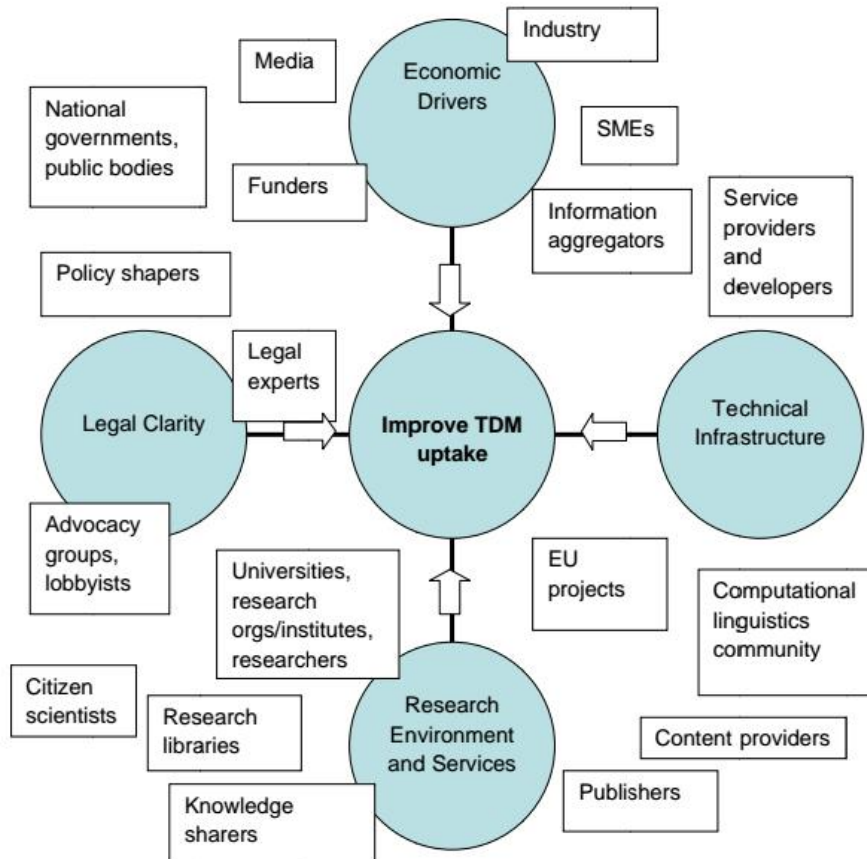 Industry
Media
Economic
Drivers
National
governments,
public bodies
SMEs
Funders
Information
aggregators
Service
providers
and
developers
Policy shapers
Legal
experts
Legal Clarity
Improve TDM
uptake
Technical
Infrastructure
Advocacy
groups,
lobbyists
Universities,
research
orgs/institutes,
researchers
EU
projects
Computational
linguistics
community
Citizen
scientists
Research
libraries
Research
Environment
and Services
Content providers
Knowledge
sharers
Publishers